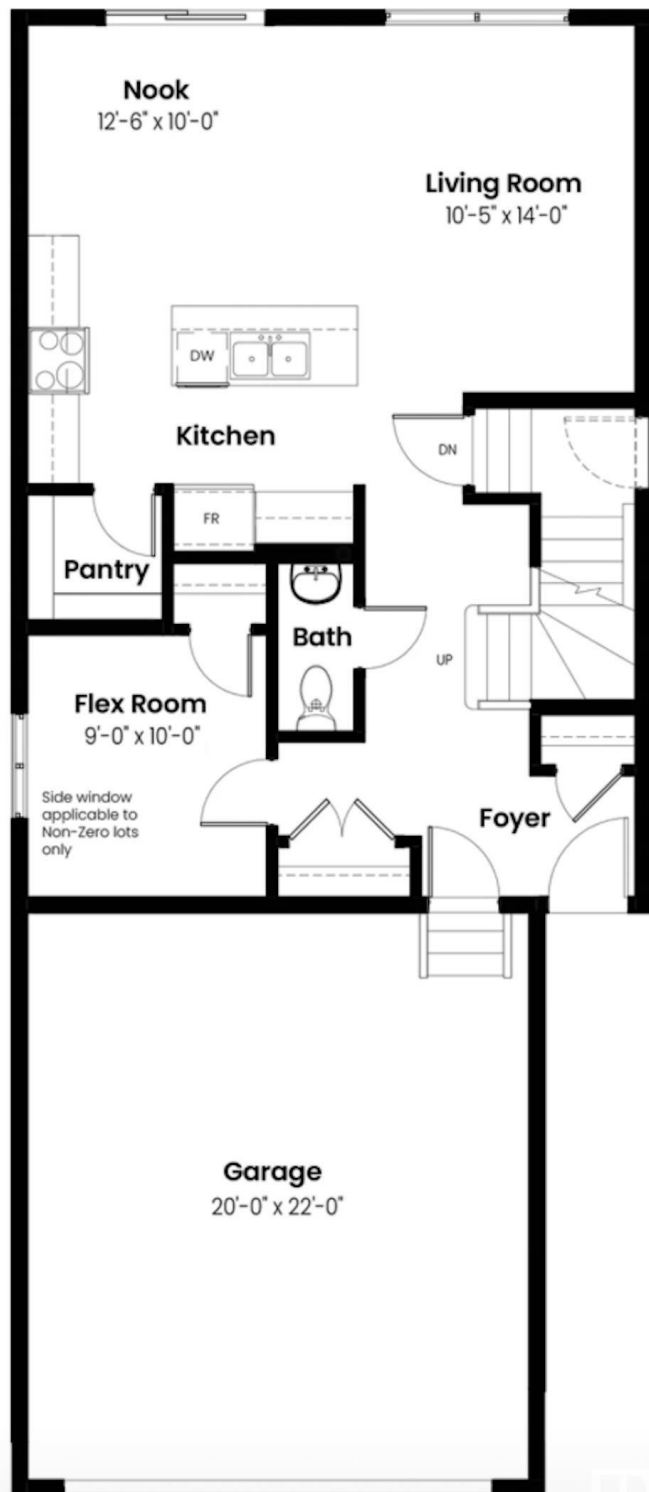 Nook
12'-6" x 10'-0"
Living Room
10'-5" x 14'-0"
DW
Kitchen
DN
FR
Pantry
Bath
UP
Flex Room
9'-0" x 10'-0"
Side window
applicable to
Non-Zero lots
only
Foyer
Garage
20'-0" x 22'-0"